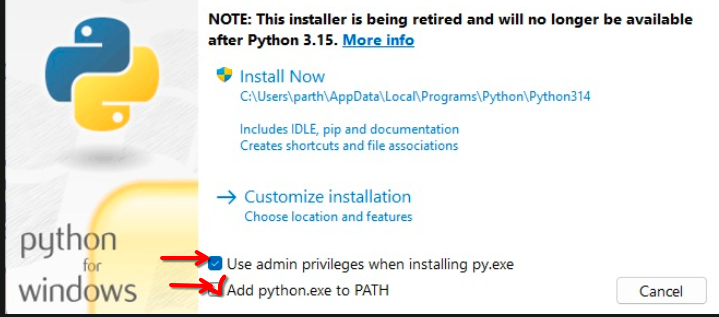 NOTE: This installer is being retired and will no longer be available
after Python 3.15. More info
Install Now
C:\Users\parth\AppData\Local\Programs\Python\Python314
Includes IDLE, pip and documentation
Creates shortcuts and file associations
Customize installation
Choose location and features
python
for
windows
Use admin privileges when installing py.exe
Add python.exe to PATH
Cancel